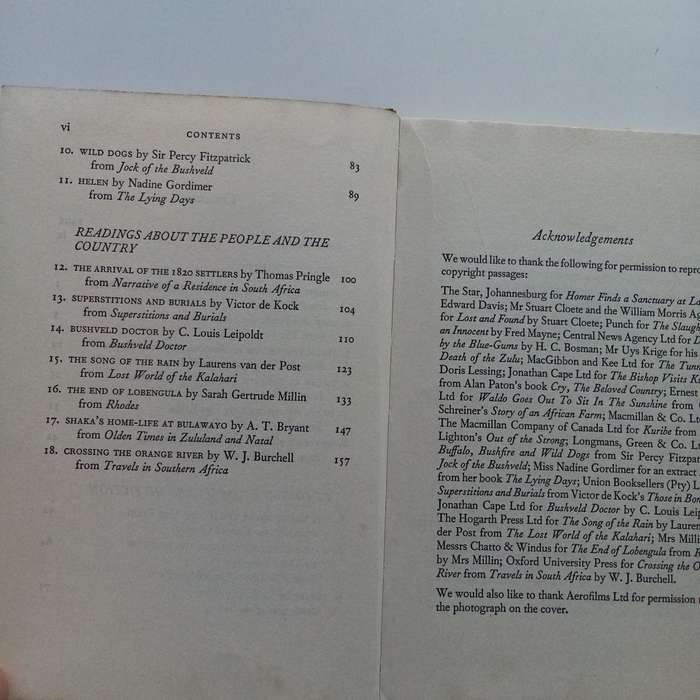 vi
CONTENTS
10. WILD DOGS by Sir Percy Fitzpatrick
from Jock of the Bushveld 83
11. HELEN by Nadine Gordimer
from The Lying Days 89
READINGS ABOUT THE PEOPLE AND THE
COUNTRY
12. THE ARRIVAL OF THE 1820 SETTLERS by Thomas Pringle
from Narrative of a Residence in South Africa 100
13. SUPERSTITIONS AND BURIALS by Victor de Kock
from Superstitions and Burials 104
14. BUSHVELD DOCTOR by C. Louis Leipoldt
from Bushveld Doctor 110
15. THE SONG OF THE RAIN by Laurens van der Post
from Lost World of the Kalahari 123
16. THE END OF LOBENGULA by Sarah Gertrude Millin
from Rhodes 133
17. SHAKA'S HOME-LIFE AT BULAWAYO by A. T. Bryant
from Olden Times in Zululand and Natal 147
18. CROSSING THE ORANGE RIVER by W. J. Burchell
from Travels in Southern Africa 157
Acknowledgements
We would like to thank the following for permission to
copyright passages:
The Star, Johannesburg for Homer Finds a Sanctuary at
Edward Davis; Mr Stuart Cloete and the William Morris
for Lost and Found by Stuart Cloete; Punch for The
an Innocent by Fred Mayne; Central News Agency Ltd for
by the Blue-Gums by H. C. Bosman; Mr Uys Krige for his
Death of the Zulu; MacGibbon and Kee Ltd for The
Doris Lessing; Jonathan Cape Ltd for The Bishop Visits
from Alan Paton's book Cry, The Beloved Country; Ernest
Ltd for Waldo Goes Out To Sit In The Sunshine from
Schreiner's Story of an African Farm; Macmillan & Co.
The Macmillan Company of Canada Ltd for Kuribe from
Lighton's Out of the Strong; Longmans, Green & Co.
Buffalo, Bushfire and Wild Dogs from Sir Percy
Jock of the Bushveld; Miss Nadine Gordimer for an extract
from her book The Lying Days; Union Booksellers (Pty)
Superstitions and Burials from Victor de Kock's Those in
Jonathan Cape Ltd for Bushveld Doctor by C. Louis
The Hogarth Press Ltd for The Song of the Rain by
der Post from The Lost World of the Kalahari; Mrs
Messrs Chatto & Windus for The End of Lobengula from
by Mrs Millin; Oxford University Press for Crossing the
River from Travels in South Africa by W. J. Burchell.
We would also like to thank Aerofilms Ltd for permission
the photograph on the cover.